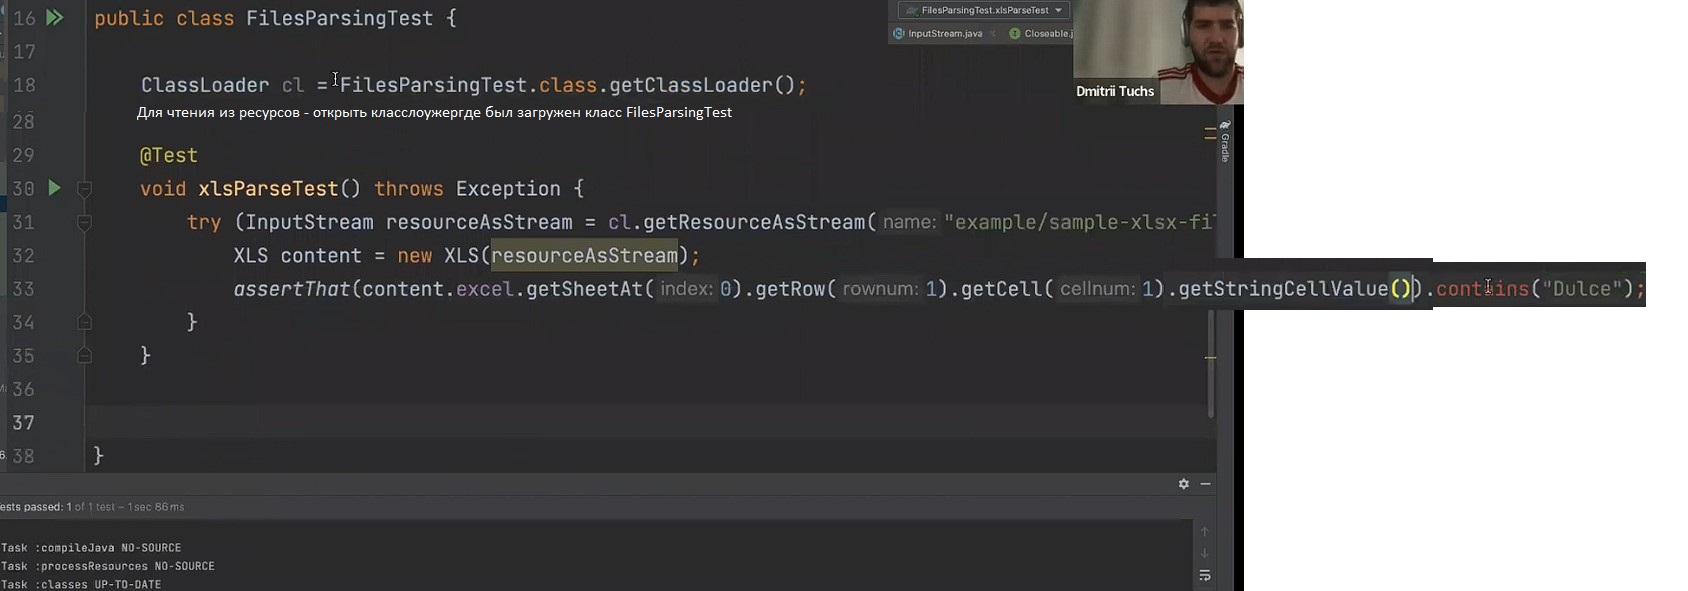 16 public class FilesParsingTest {
FilesParsingTest.xlsParseTest
InputStream.java Closeable.j
17
18 ClassLoader cl = FilesParsingTest.class.getClassLoader();
Dmitrii Tuchs
Для чтения из ресурсов - открыть класслоужергде был загружен класс FilesParsingTest
28
Gradle
29 @Test
30 void xlsParseTest() throws Exception {
31 try (InputStream resourceAsStream = cl.getResourceAsStream( name: "example/sample-xlsx-fi
32 XLS content = new XLS(resourceAsStream);
33 assertThat(content.excel.getSheetAt( index: 0).getRow( rownum: 1).getCell( cellnum: 1).getStringCellValue()).contains("Dulce");
34 }
35 }
36
37
38 }
ests passed: 1 of 1 test – 1 sec 86 ms
Task :compileJava NO-SOURCE
Task :processResources NO-SOURCE
Task :classes UP-TO-DATE